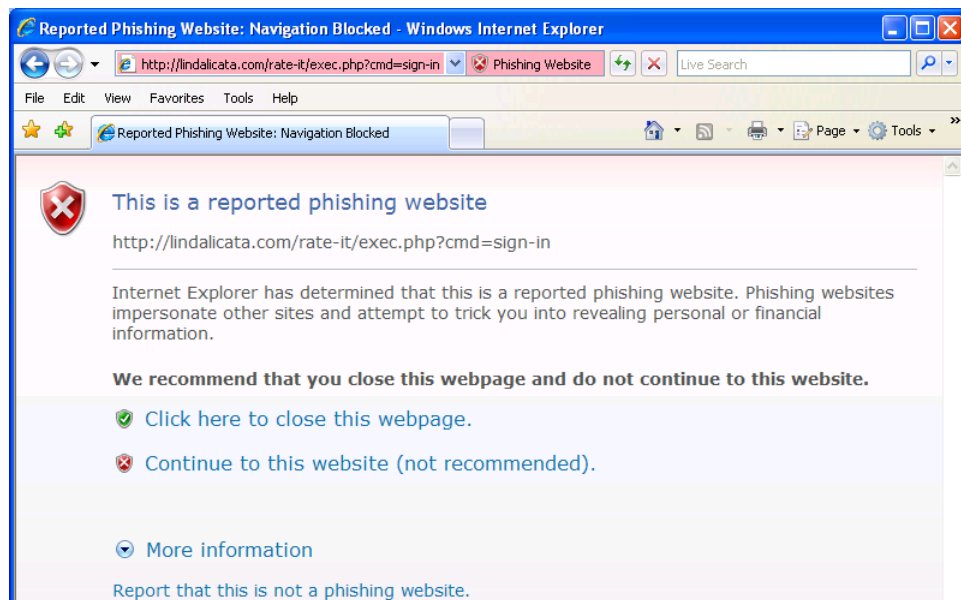 Reported Phishing Website: Navigation Blocked - Windows Internet Explorer
http://lindalicata.com/rate-it/exec.php?cmd=sign-in Phishing Website Live Search
File Edit View Favorites Tools Help
Reported Phishing Website: Navigation Blocked Page Tools »
This is a reported phishing website
http://lindalicata.com/rate-it/exec.php?cmd=sign-in
Internet Explorer has determined that this is a reported phishing website. Phishing websites
impersonate other sites and attempt to trick you into revealing personal or financial
information.
We recommend that you close this webpage and do not continue to this website.
Click here to close this webpage.
Continue to this website (not recommended).
More information
Report that this is not a phishing website.